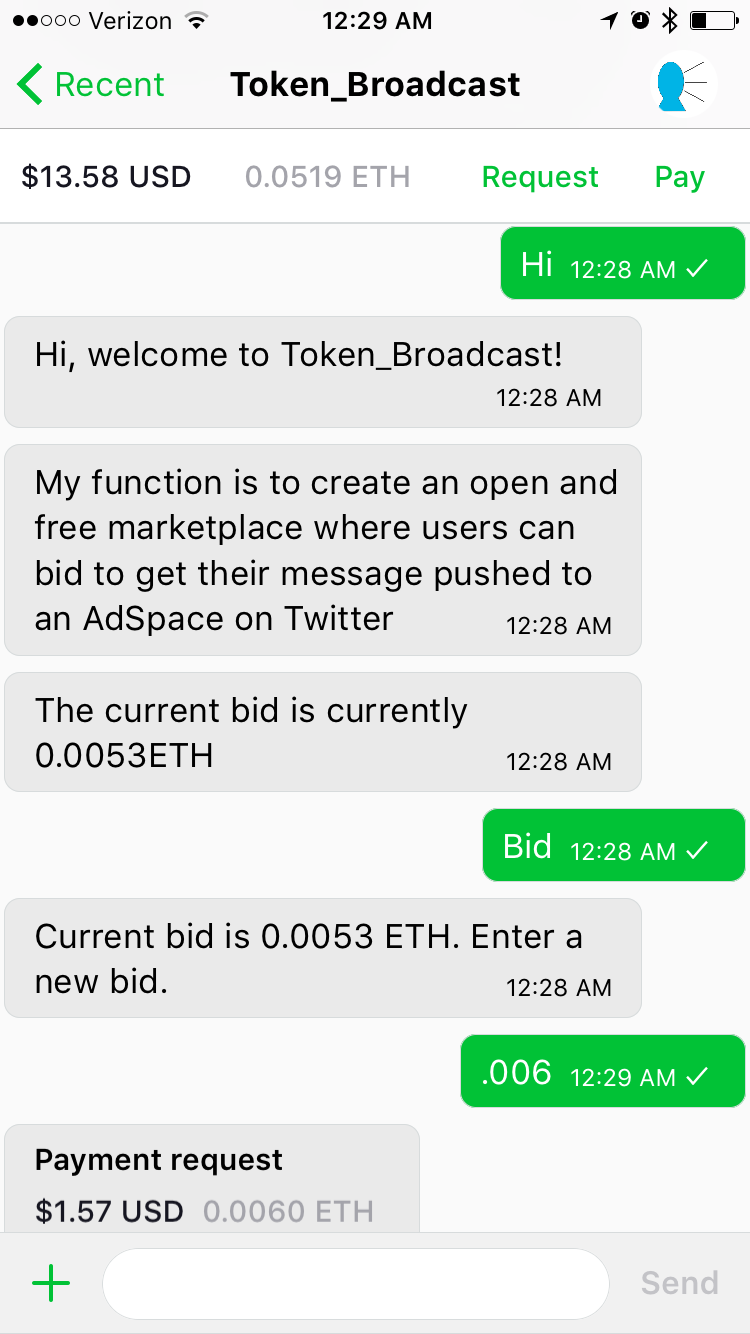 Verizon 12:29 AM
Recent Token_Broadcast
$13.58 USD 0.0519 ETH Request Pay
Hi 12:28 AM
Hi, welcome to Token_Broadcast!
12:28 AM
My function is to create an open and
free marketplace where users can
bid to get their message pushed to
an AdSpace on Twitter 12:28 AM
The current bid is currently
0.0053ETH 12:28 AM
Bid 12:28 AM
Current bid is 0.0053 ETH. Enter a
new bid. 12:28 AM
.006 12:29 AM
Payment request
$1.57 USD 0.0060 ETH
Send